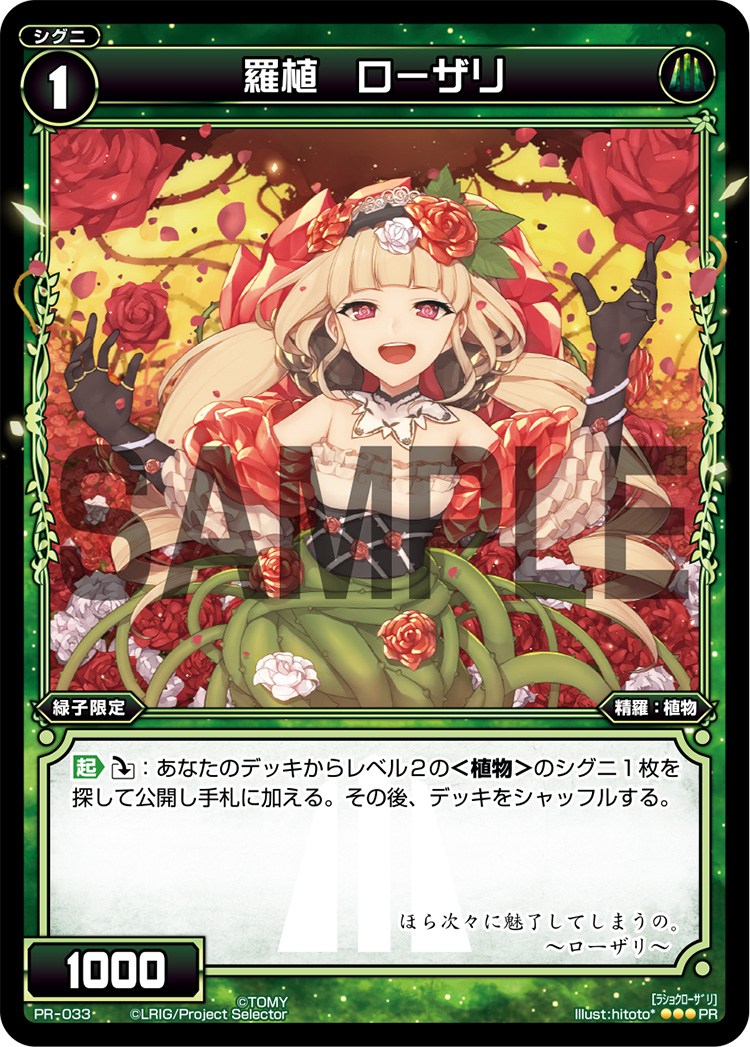 シグニ
1
羅植　ローザリ
SAMPLE
緑子限定
精羅：植物
起：あなたのデッキからレベル２の＜植物＞のシグニ１枚を
探して公開し手札に加える。その後、デッキをシャッフルする。
ほら次々に魅了してしまうの。
～ローザリ～
1000
[ラショクローザリ]
©TOMY
PR-033 ©LRIG/Project Selector Illust:hitoto* PR